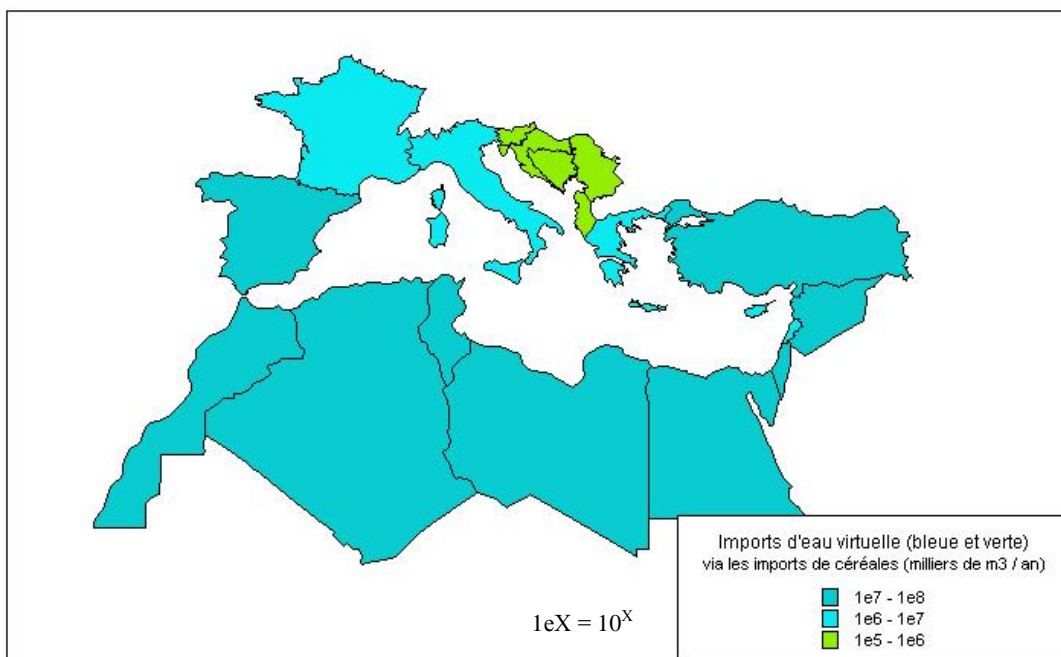 Imports d'eau virtuelle (bleue et verte)
via les imports de céréales (milliers de m3 / an)
1e7 - 1e8
1e6 - 1e7
1e5 - 1e6
1eX = 10^X